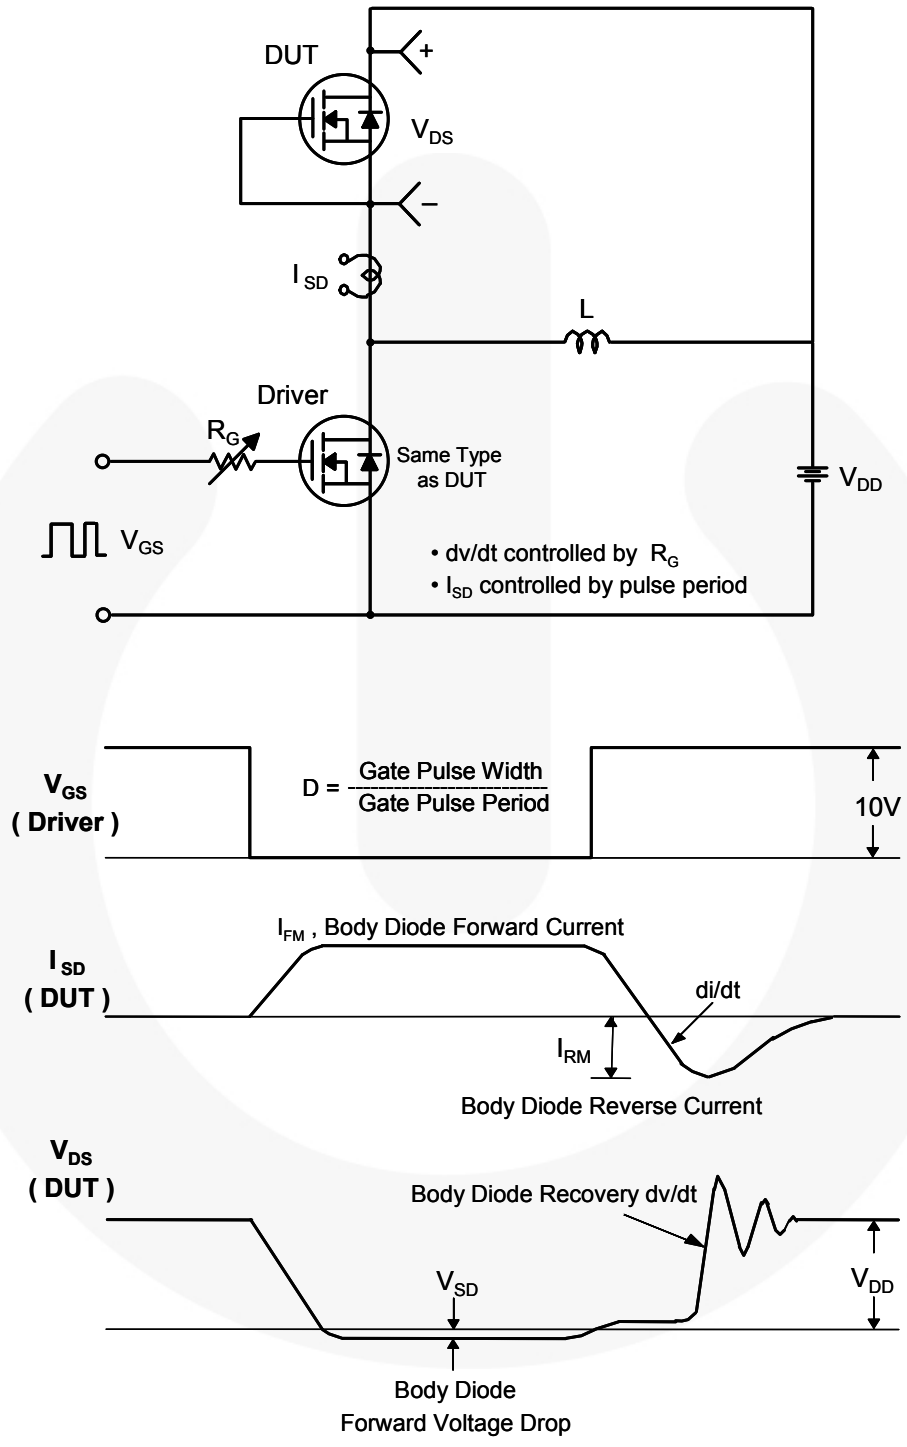 DUT
+
V_DS
−
I_SD
L
Driver
R_G
Same Type
as DUT
V_DD
V_GS
• dv/dt controlled by R_G
• I_SD controlled by pulse period
V_GS
( Driver )
D = Gate Pulse Width
Gate Pulse Period
10V
I_FM , Body Diode Forward Current
I_SD
( DUT )
di/dt
I_RM
Body Diode Reverse Current
V_DS
( DUT )
Body Diode Recovery dv/dt
V_SD
V_DD
Body Diode
Forward Voltage Drop